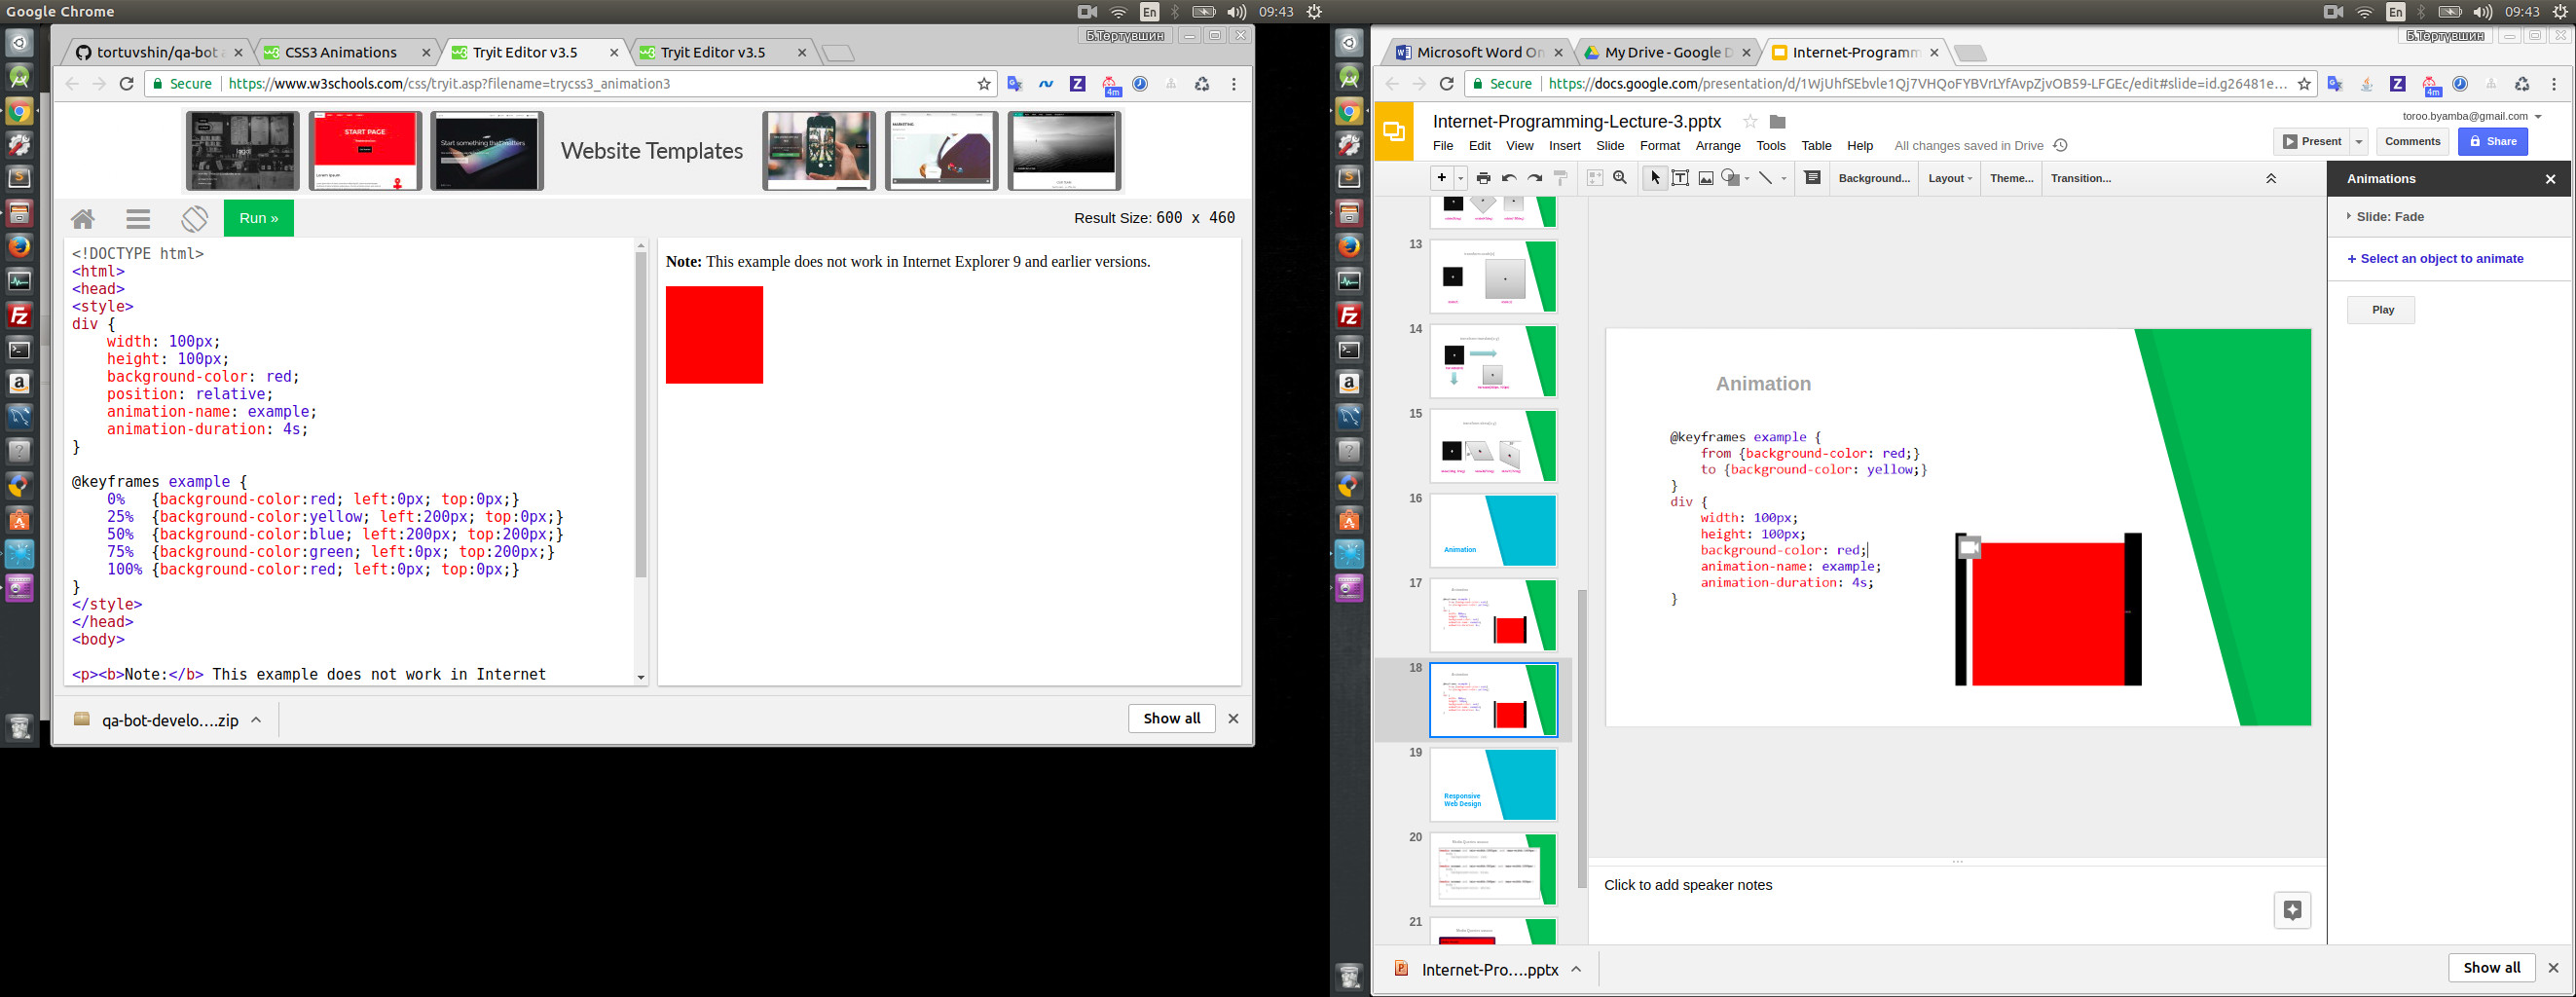 Google Chrome
En
09:43
En
09:43
Б.Төртүвшин
tortuvshin/qa-bot
CSS3 Animations
Tryit Editor v3.5
Tryit Editor v3.5
Secure
https://www.w3schools.com/css/tryit.asp?filename=trycss3_animation3
4m
START PAGE
Start something that matters
Website Templates
Run »
Result Size: 600 x 460
<!DOCTYPE html>
<html>
<head>
<style>
div {
width: 100px;
height: 100px;
background-color: red;
position: relative;
animation-name: example;
animation-duration: 4s;
}
@keyframes example {
0% {background-color:red; left:0px; top:0px;}
25% {background-color:yellow; left:200px; top:0px;}
50% {background-color:blue; left:200px; top:200px;}
75% {background-color:green; left:0px; top:200px;}
100% {background-color:red; left:0px; top:0px;}
}
</style>
</head>
<body>
<p><b>Note:</b> This example does not work in Internet
Note: This example does not work in Internet Explorer 9 and earlier versions.
qa-bot-develo....zip
Show all
Б.Төртүвшин
Microsoft Word On
My Drive - Google D
Internet-Programm
Secure
https://docs.google.com/presentation/d/1WjUhfSEbvle1Qj7VHQoFYBVrLYfAvpZjvOB59-LFGEc/edit#slide=id.g26481e...
4m
Internet-Programming-Lecture-3.pptx
toroo.byamba@gmail.com
File Edit View Insert Slide Format Arrange Tools Table Help All changes saved in Drive
Present
Comments
Share
Background... Layout Theme... Transition...
Animations
Slide: Fade
+ Select an object to animate
Play
13
14
15
16
Animation
17
18
19
Responsive
Web Design
20
21
Animation
@keyframes example {
from {background-color: red;}
to {background-color: yellow;}
}
div {
width: 100px;
height: 100px;
background-color: red;
animation-name: example;
animation-duration: 4s;
}
Click to add speaker notes
Internet-Pro....pptx
Show all